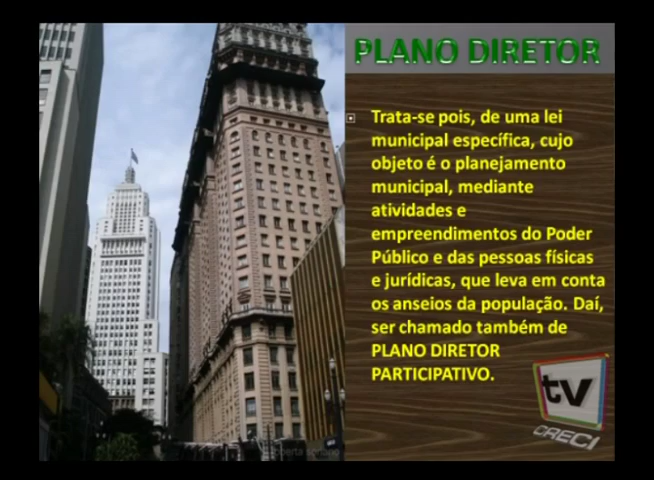 PLANO DIRETOR
Trata-se pois, de uma lei
municipal específica, cujo
objeto é o planejamento
municipal, mediante
atividades e
empreendimentos do Poder
Público e das pessoas físicas
e jurídicas, que leva em conta
os anseios da população. Daí,
ser chamado também de
PLANO DIRETOR
PARTICIPATIVO.
tv
CRECI